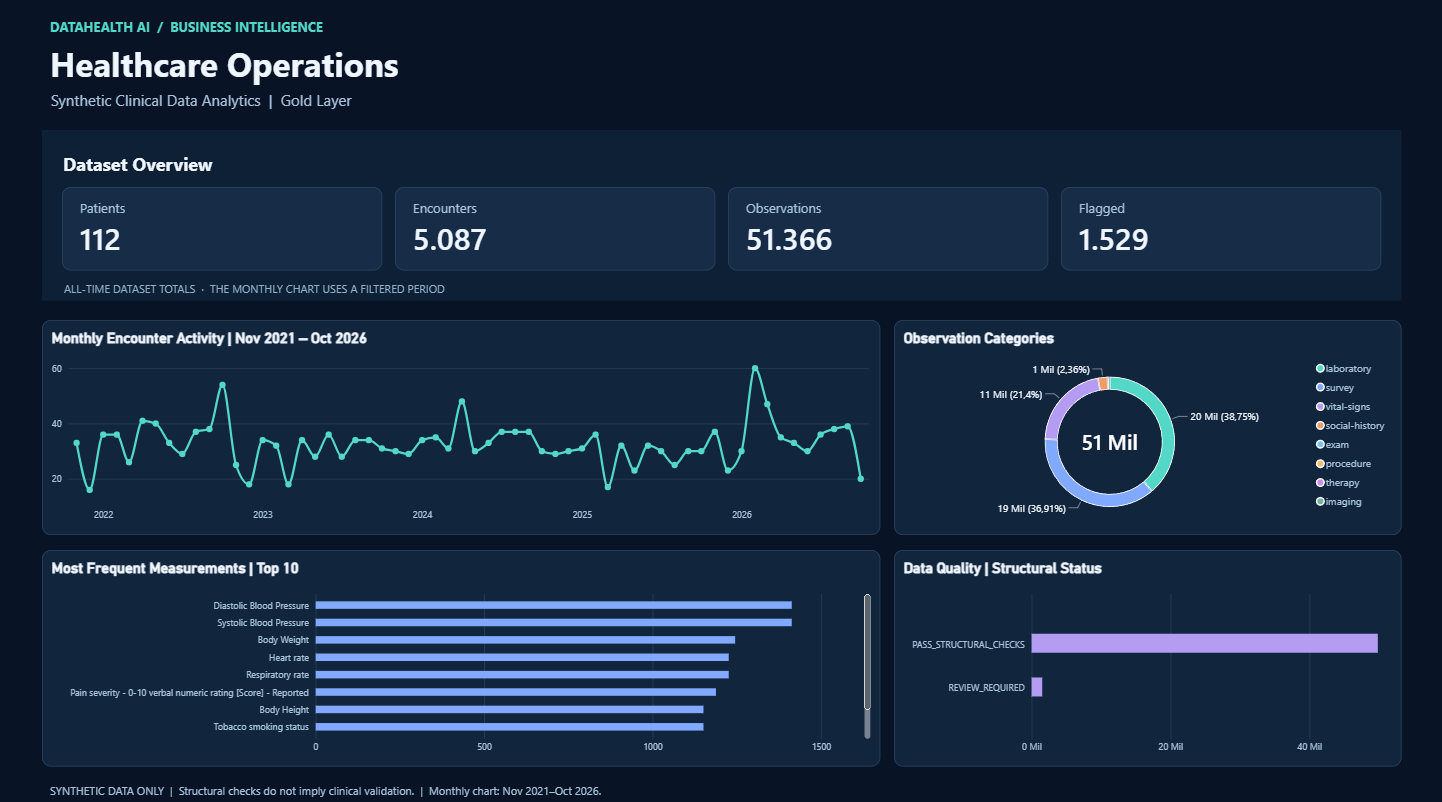 DATAHEALTH AI / BUSINESS INTELLIGENCE
Healthcare Operations
Synthetic Clinical Data Analytics | Gold Layer
Dataset Overview
Patients
112
Encounters
5.087
Observations
51.366
Flagged
1.529
ALL-TIME DATASET TOTALS · THE MONTHLY CHART USES A FILTERED PERIOD
Monthly Encounter Activity | Nov 2021 – Oct 2026
60
40
20
2022
2023
2024
2025
2026
Observation Categories
1 Mil (2,36%)
11 Mil (21,4%)
20 Mil (38,75%)
51 Mil
19 Mil (36,91%)
laboratory
survey
vital-signs
social-history
exam
procedure
therapy
imaging
Most Frequent Measurements | Top 10
Diastolic Blood Pressure
Systolic Blood Pressure
Body Weight
Heart rate
Respiratory rate
Pain severity - 0-10 verbal numeric rating [Score] - Reported
Body Height
Tobacco smoking status
0
500
1000
1500
Data Quality | Structural Status
PASS_STRUCTURAL_CHECKS
REVIEW_REQUIRED
0 Mil
20 Mil
40 Mil
SYNTHETIC DATA ONLY | Structural checks do not imply clinical validation. | Monthly chart: Nov 2021–Oct 2026.